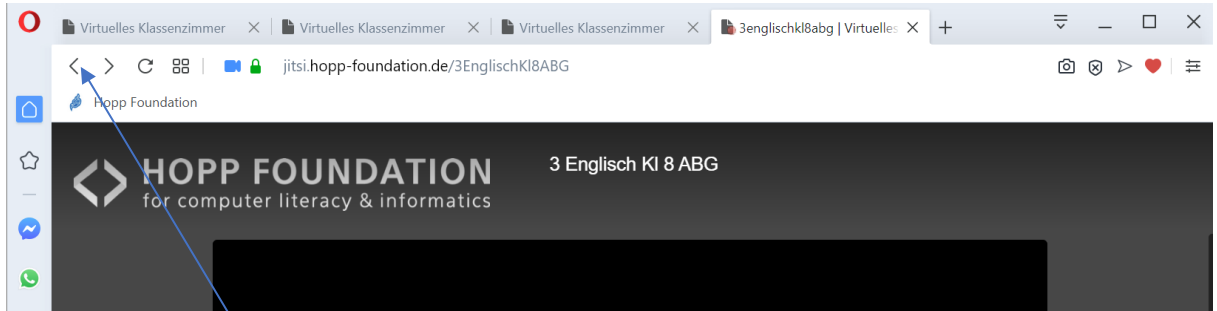 Virtuelles Klassenzimmer Virtuelles Klassenzimmer Virtuelles Klassenzimmer 3englischkl8abg | Virtuelles
jitsi.hopp-foundation.de/3EnglischKl8ABG
Hopp Foundation
HOPP FOUNDATION 3 Englisch Kl 8 ABG
for computer literacy & informatics